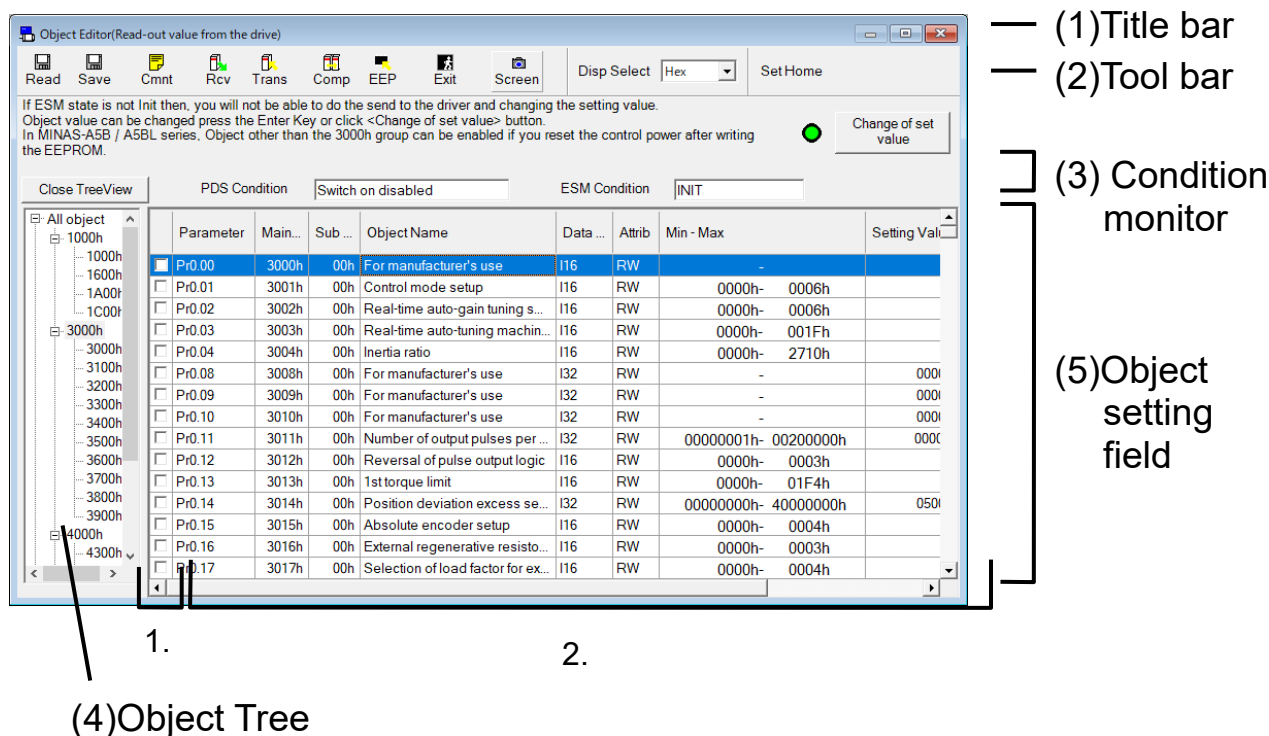 Object Editor(Read-out value from the drive)
(1)Title bar
Read Save Cmnt Rcv Trans Comp EEP Exit Screen Disp Select Hex Set Home
(2)Tool bar
If ESM state is not Init then, you will not be able to do the send to the driver and changing the setting value.
Object value can be changed press the Enter Key or click <Change of set value> button.
In MINAS-A5B / A5BL series, Object other than the 3000h group can be enabled if you reset the control power after writing
the EEPROM.
Change of set
value
Close TreeView PDS Condition Switch on disabled ESM Condition INIT
(3) Condition
monitor
All object
1000h
1000h
1600h
1A00h
1C00h
3000h
3000h
3100h
3200h
3300h
3400h
3500h
3600h
3700h
3800h
3900h
4000h
4300h
Parameter Main... Sub ... Object Name Data ... Attrib Min - Max Setting Val
Pr0.00 3000h 00h For manufacturer's use I16 RW -
Pr0.01 3001h 00h Control mode setup I16 RW 0000h- 0006h
Pr0.02 3002h 00h Real-time auto-gain tuning s... I16 RW 0000h- 0006h
Pr0.03 3003h 00h Real-time auto-tuning machin... I16 RW 0000h- 001Fh
Pr0.04 3004h 00h Inertia ratio I16 RW 0000h- 2710h
Pr0.08 3008h 00h For manufacturer's use I32 RW - 000
Pr0.09 3009h 00h For manufacturer's use I32 RW - 000
Pr0.10 3010h 00h For manufacturer's use I32 RW - 000
Pr0.11 3011h 00h Number of output pulses per ... I32 RW 00000001h- 00200000h 0000
Pr0.12 3012h 00h Reversal of pulse output logic I16 RW 0000h- 0003h
Pr0.13 3013h 00h 1st torque limit I16 RW 0000h- 01F4h
Pr0.14 3014h 00h Position deviation excess se... I32 RW 00000000h- 40000000h 050
Pr0.15 3015h 00h Absolute encoder setup I16 RW 0000h- 0004h
Pr0.16 3016h 00h External regenerative resisto... I16 RW 0000h- 0003h
Pr0.17 3017h 00h Selection of load factor for ex... I16 RW 0000h- 0004h
(5)Object
setting
field
1.
2.
(4)Object Tree